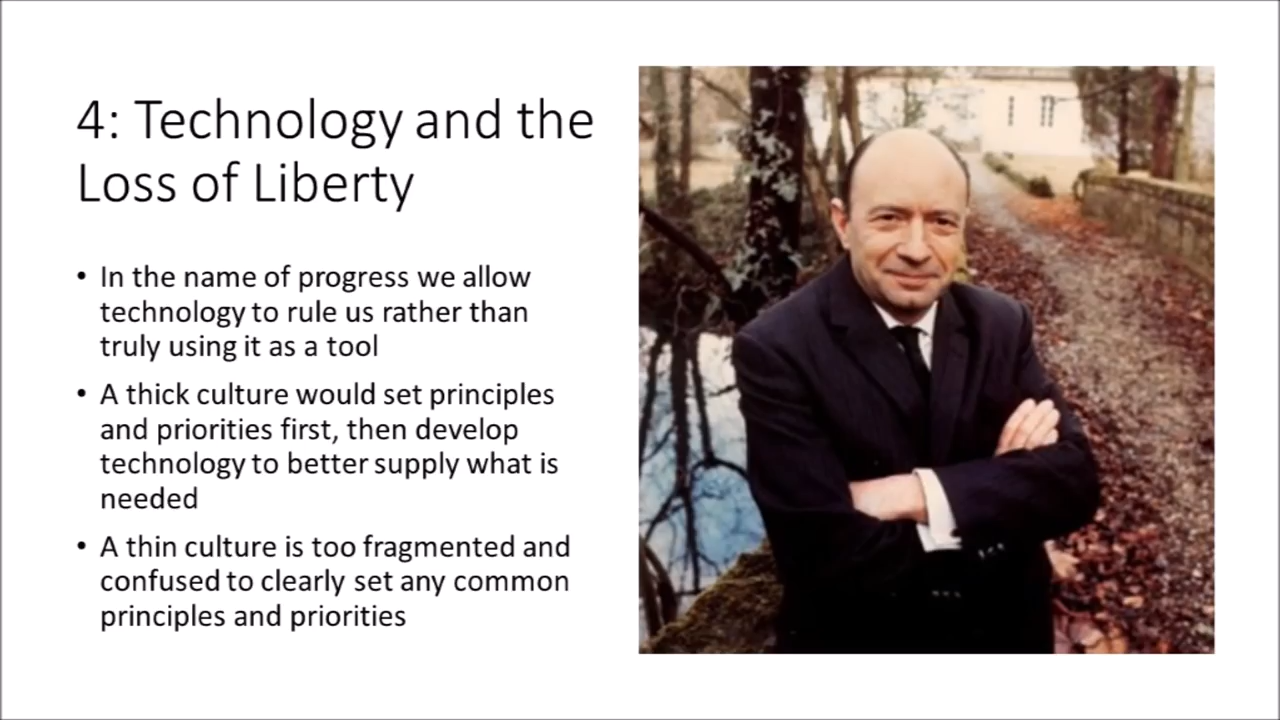 4: Technology and the
Loss of Liberty
• In the name of progress we allow
technology to rule us rather than
truly using it as a tool
• A thick culture would set principles
and priorities first, then develop
technology to better supply what is
needed
• A thin culture is too fragmented and
confused to clearly set any common
principles and priorities